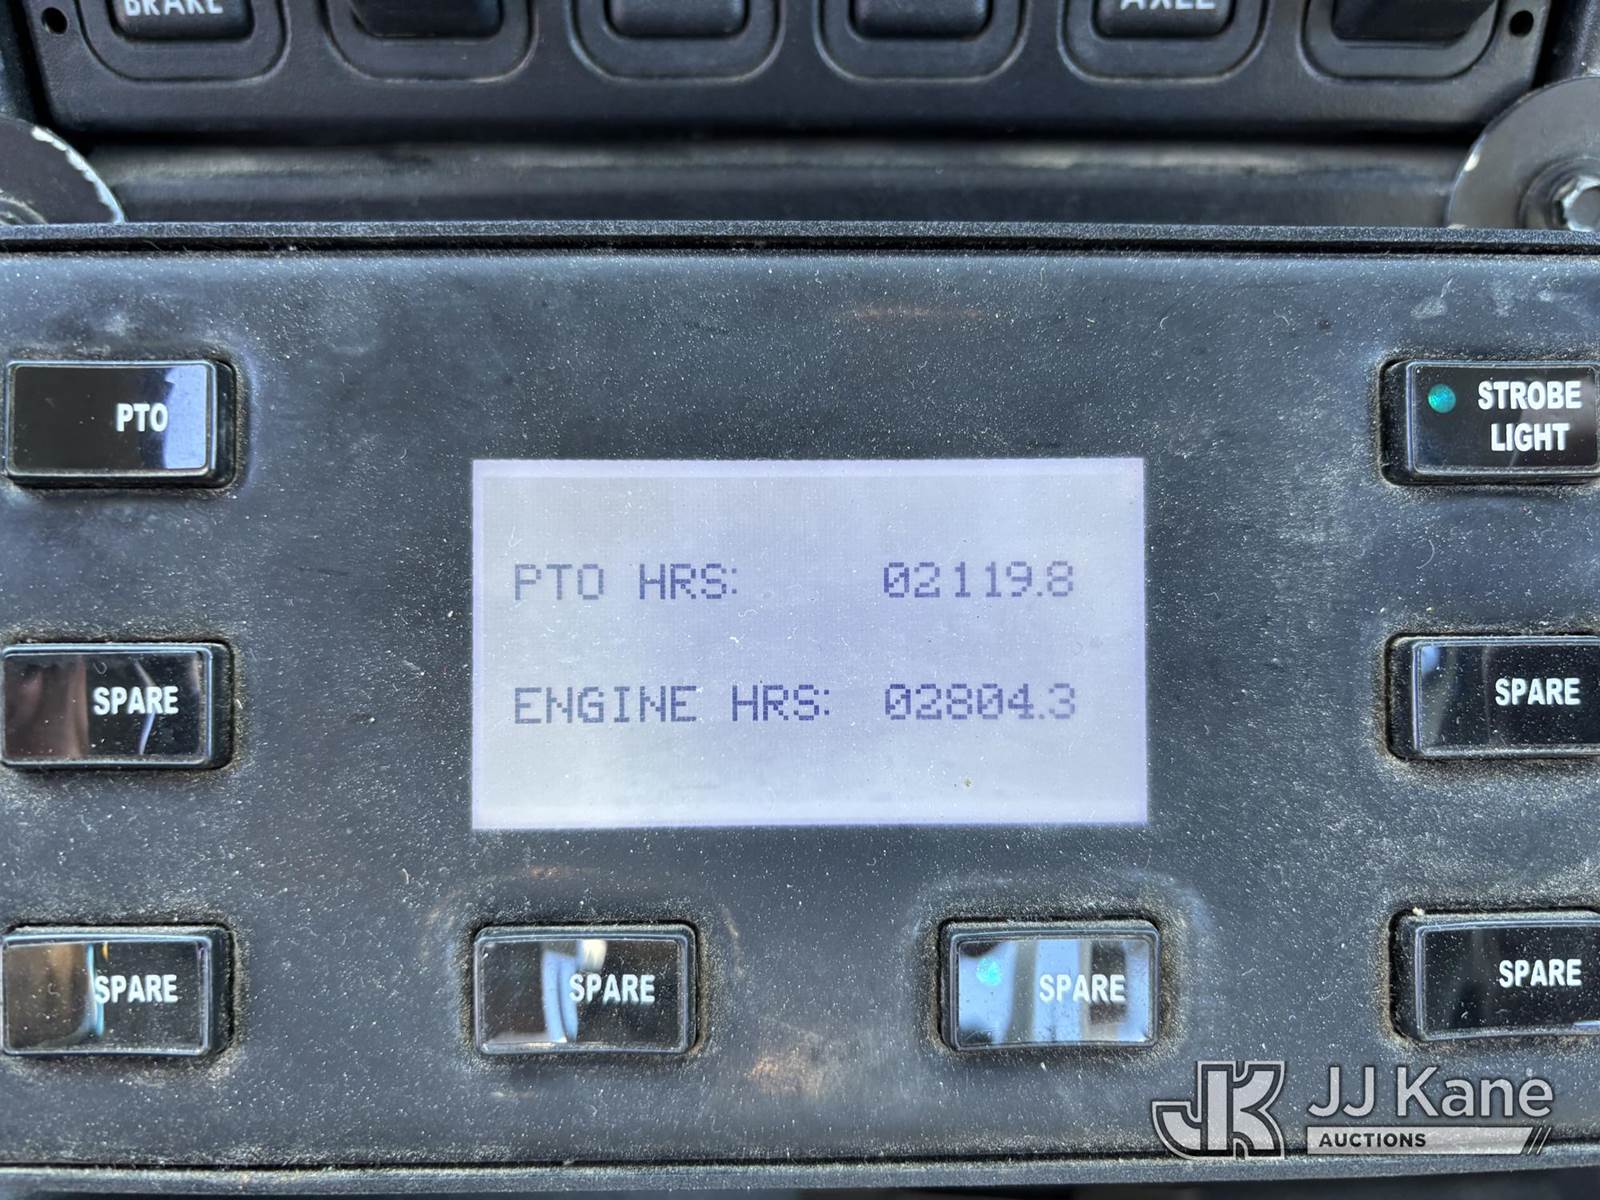 BRAKE AXLE
PTO
STROBE
LIGHT
PTO HRS: 02119.8
SPARE
ENGINE HRS: 02804.3
SPARE
SPARE
SPARE
SPARE
SPARE
JK JJ Kane
AUCTIONS